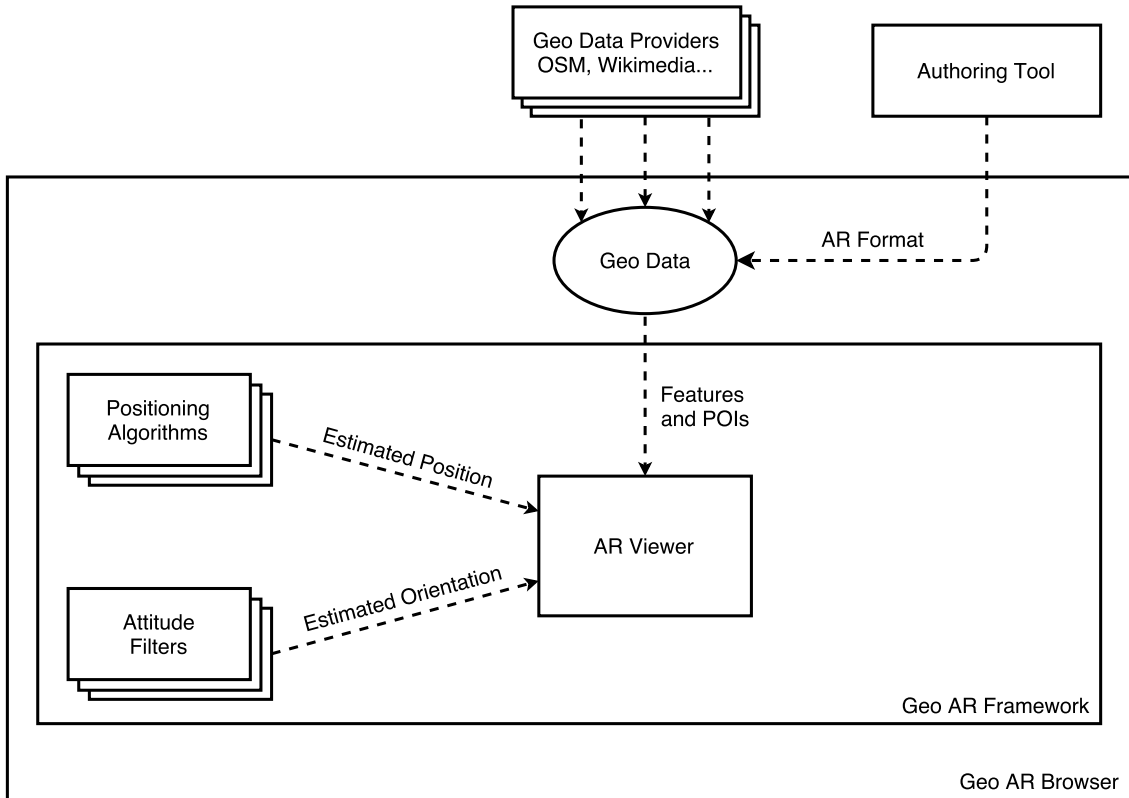 Geo Data Providers
OSM, Wikimedia...
Authoring Tool
AR Format
Geo Data
Features
and POIs
Positioning
Algorithms
Estimated Position
AR Viewer
Estimated Orientation
Attitude
Filters
Geo AR Framework
Geo AR Browser